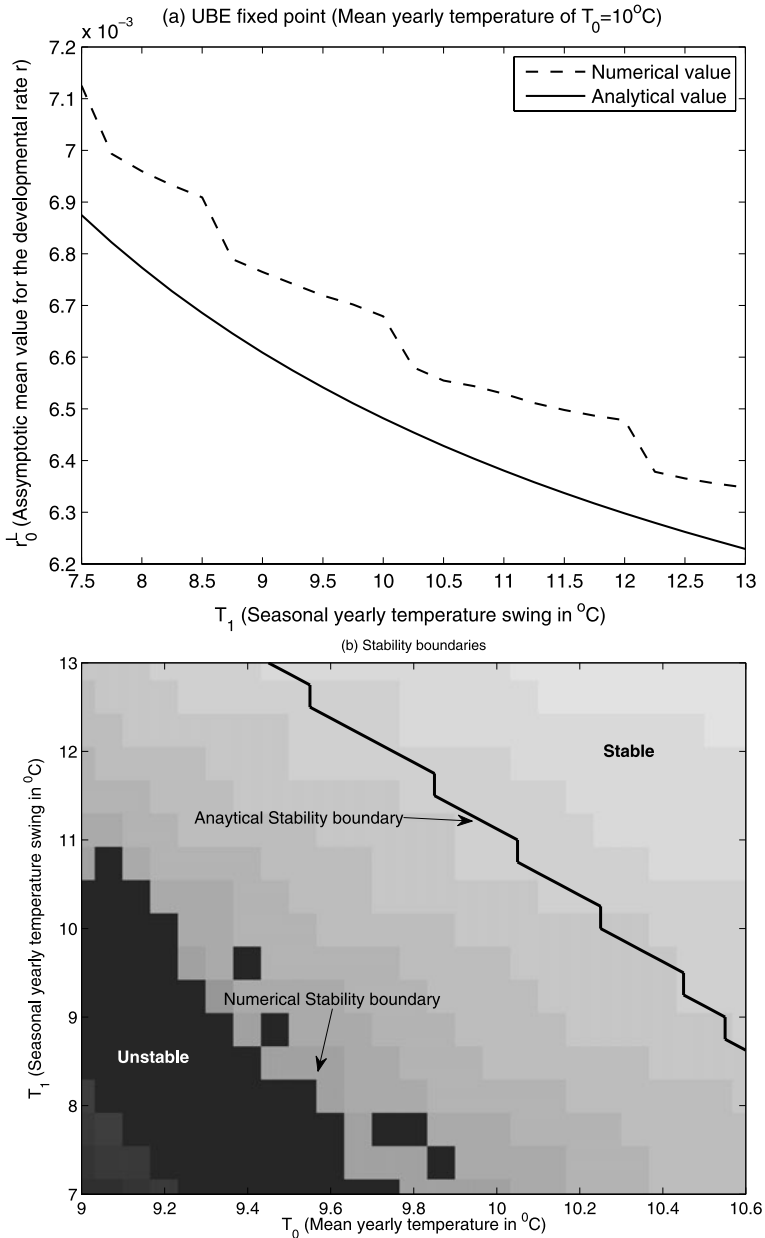 (a) UBE fixed point (Mean yearly temperature of T0=10°C)
x 10−3
7.2
7.1
7
6.9
6.8
6.7
6.6
6.5
6.4
6.3
6.2
r0L (Assymptotic mean value for the developmental rate r)
Numerical value
Analytical value
7.5 8 8.5 9 9.5 10 10.5 11 11.5 12 12.5 13
T1 (Seasonal yearly temperature swing in °C)
(b) Stability boundaries
13
12
11
10
9
8
7
T1 (Seasonal yearly temperature swing in °C)
Stable
Anaytical Stability boundary
Numerical Stability boundary
Unstable
9 9.2 9.4 9.6 9.8 10 10.2 10.4 10.6
T0 (Mean yearly temperature in °C)